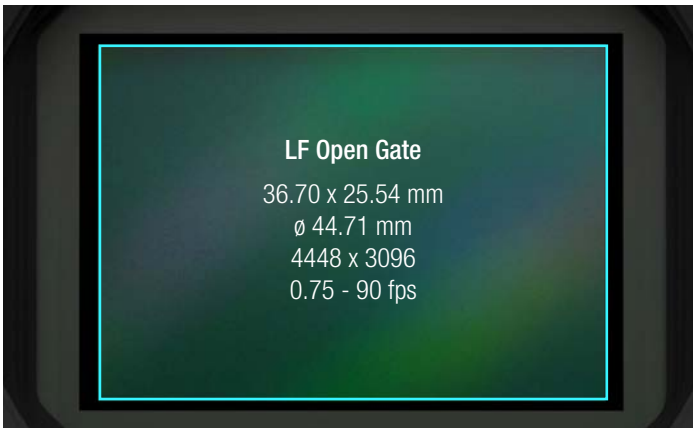 LF Open Gate
36.70 x 25.54 mm
ø 44.71 mm
4448 x 3096
0.75 - 90 fps